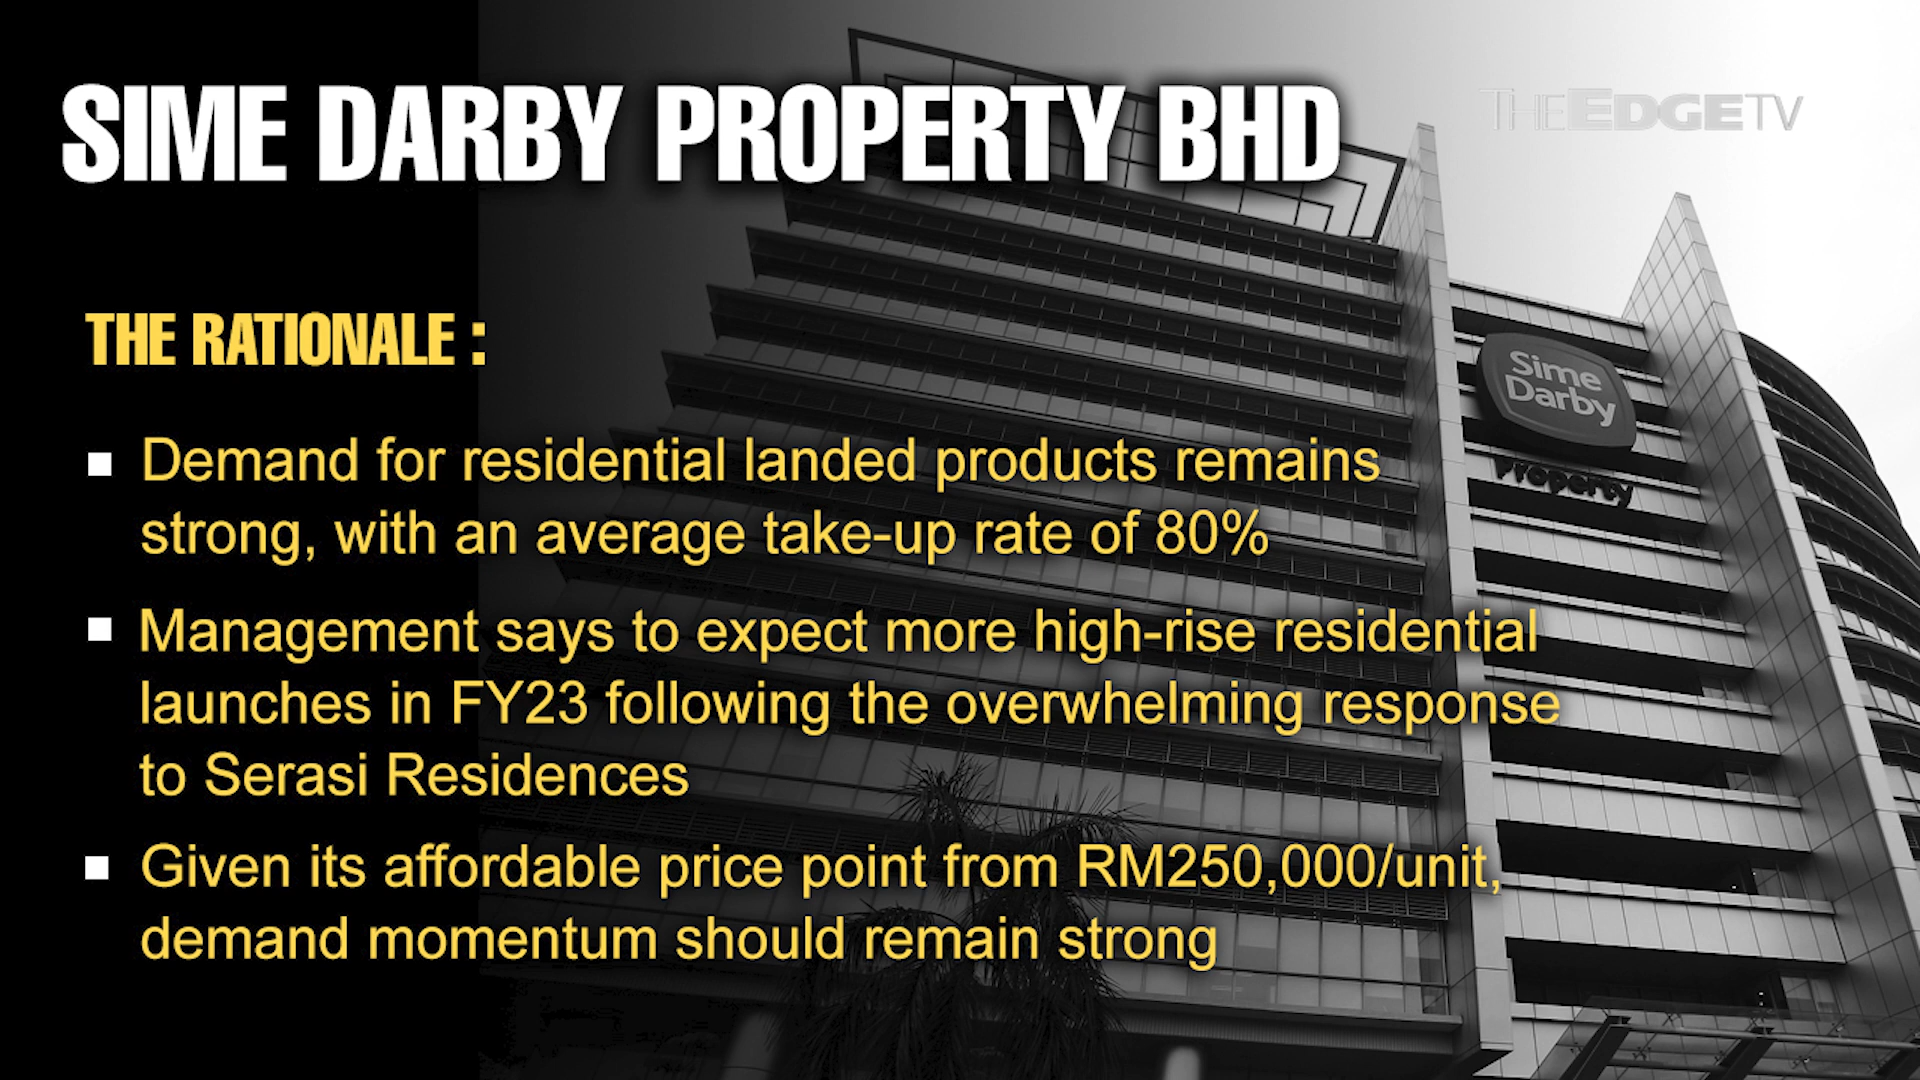 SIME DARBY PROPERTY BHD
THEEDGETV
THE RATIONALE :
Sime
Darby
Property
Demand for residential landed products remains
strong, with an average take-up rate of 80%
Management says to expect more high-rise residential
launches in FY23 following the overwhelming response
to Serasi Residences
Given its affordable price point from RM250,000/unit,
demand momentum should remain strong